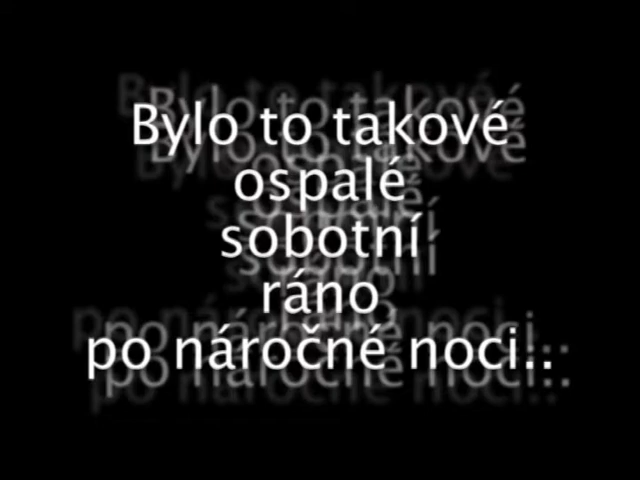 Bylo to takové
ospalé
sobotní
ráno
po náročné noci..